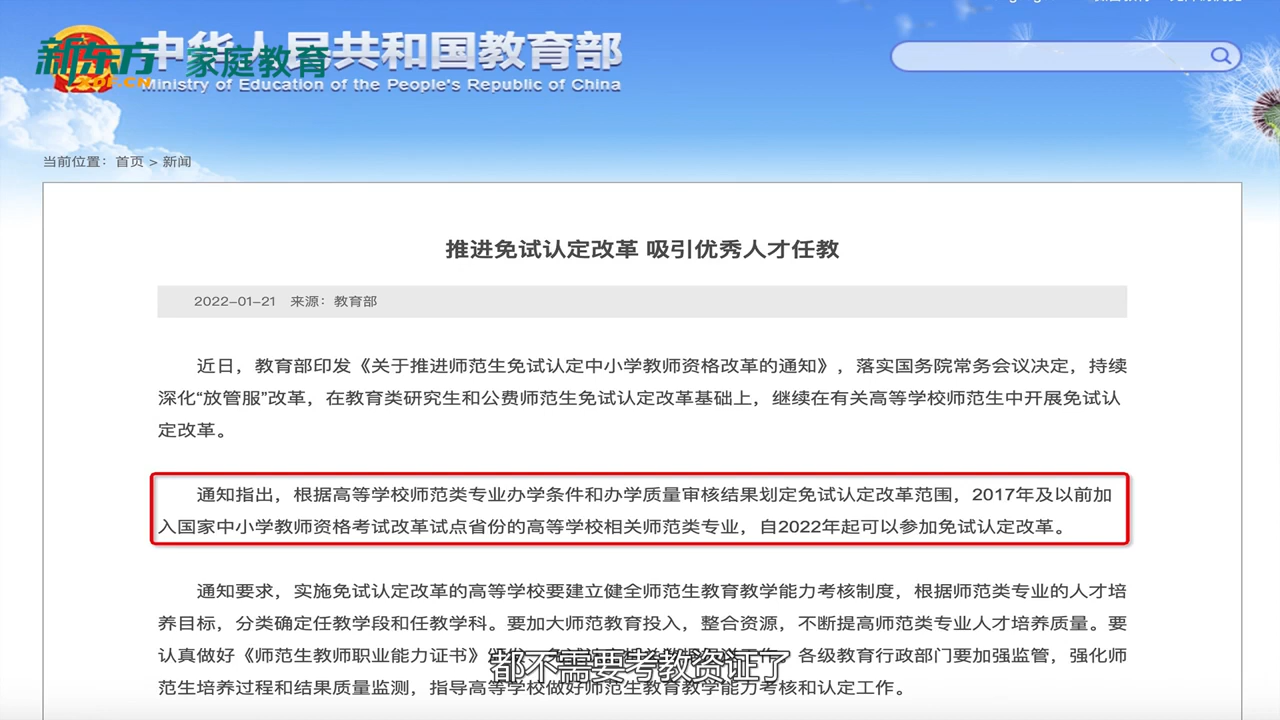 中华人民共和国教育部
新东方 家庭教育
XDF.CN
Ministry of Education of the People's Republic of China
当前位置：首页 > 新闻
推进免试认定改革 吸引优秀人才任教
2022-01-21 来源：教育部
近日，教育部印发《关于推进师范生免试认定中小学教师资格改革的通知》，落实国务院常务会议决定，持续
深化“放管服”改革，在教育类研究生和公费师范生免试认定改革基础上，继续在有关高等学校师范生中开展免试认
定改革。
通知指出，根据高等学校师范类专业办学条件和办学质量审核结果划定免试认定改革范围，2017年及以前加
入国家中小学教师资格考试改革试点省份的高等学校相关师范类专业，自2022年起可以参加免试认定改革。
通知要求，实施免试认定改革的高等学校要建立健全师范生教育教学能力考核制度，根据师范类专业的人才培
养目标，分类确定任教学段和任教学科。要加大师范教育投入，整合资源，不断提高师范类专业人才培养质量。要
认真做好《师范生教师职业能力证书》 各级教育行政部门要加强监管，强化师
都不需要考教资证了
范生培养过程和结果质量监测，指导高等学校做好师范生教育教学能力考核和认定工作。